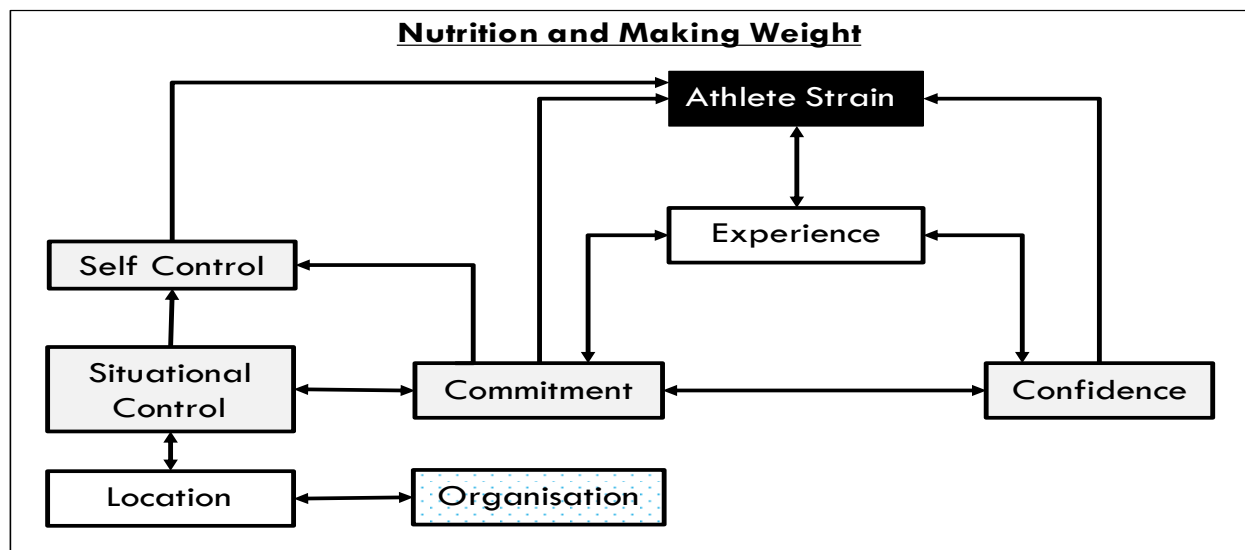 Nutrition and Making Weight
Athlete Strain
Experience
Self Control
Situational
Control
Commitment
Confidence
Location
Organisation